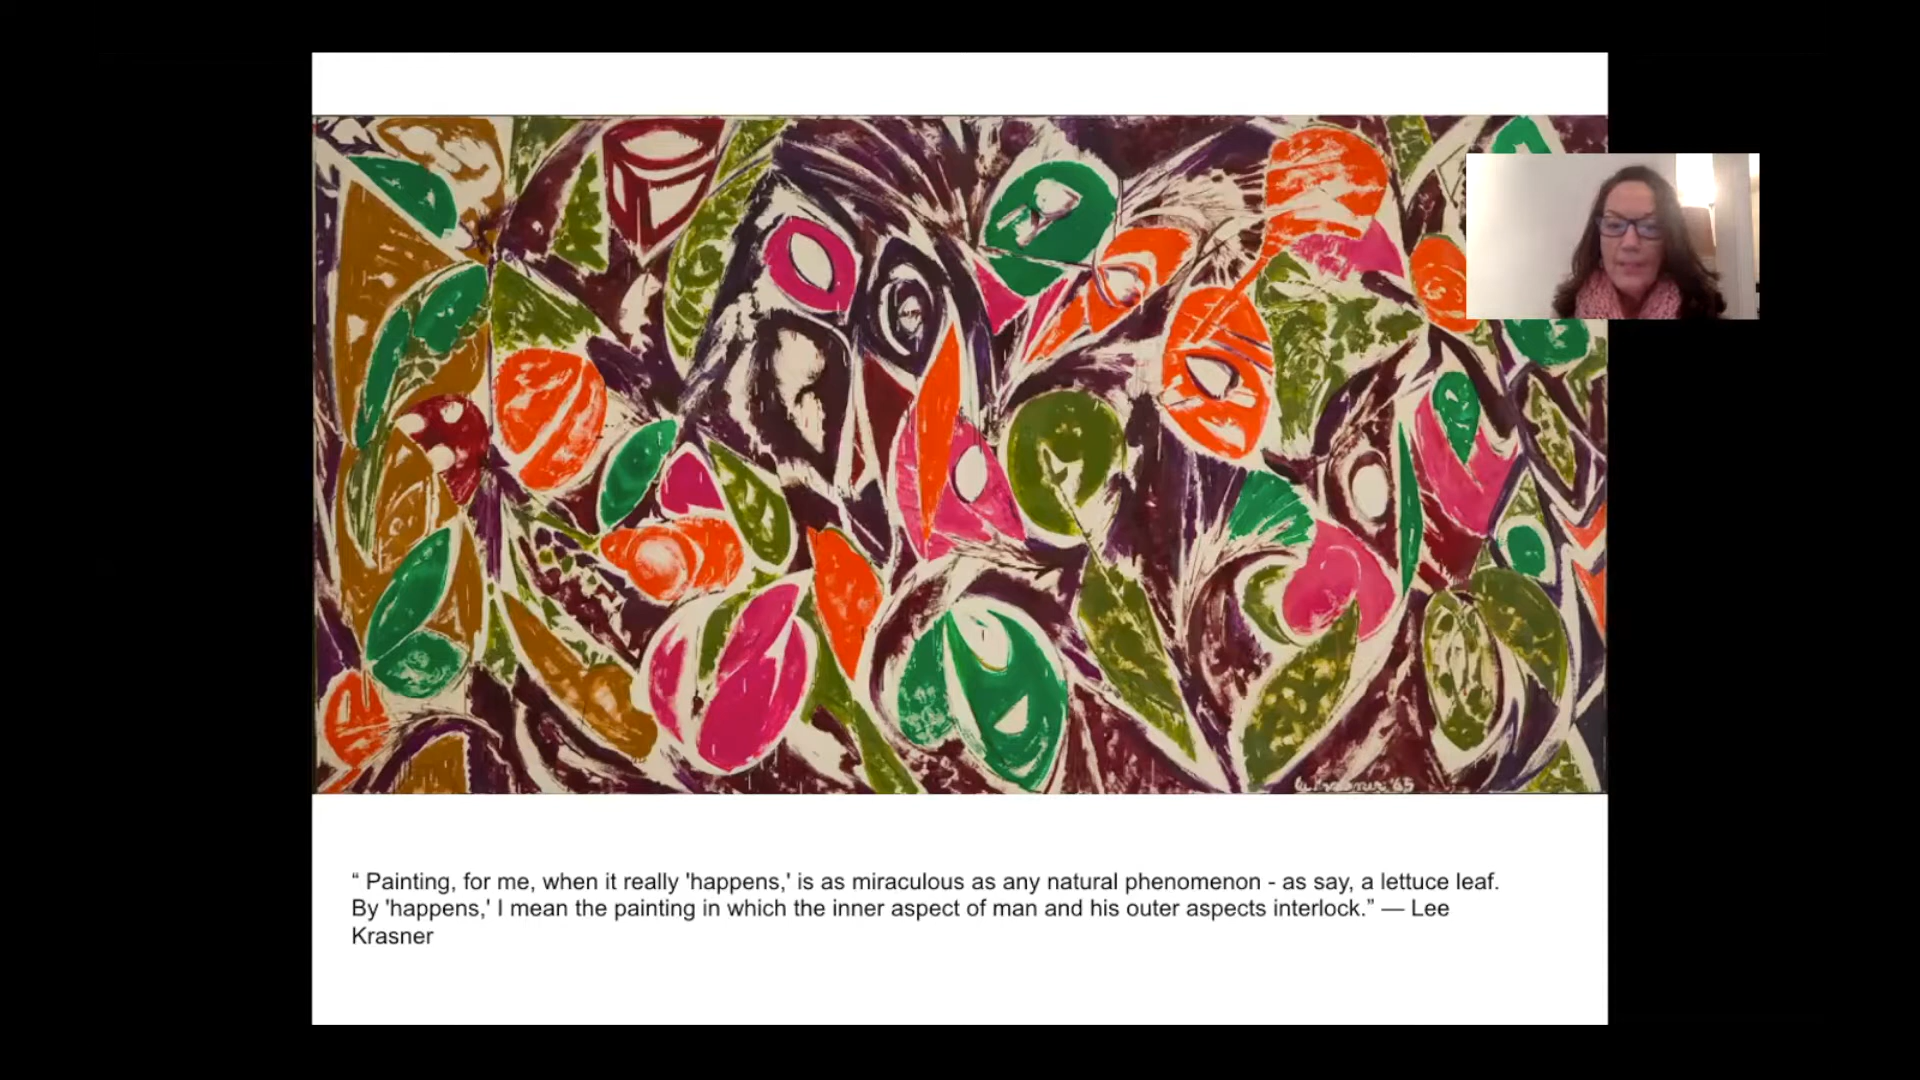 “ Painting, for me, when it really 'happens,' is as miraculous as any natural phenomenon - as say, a lettuce leaf.
By 'happens,' I mean the painting in which the inner aspect of man and his outer aspects interlock.” — Lee
Krasner